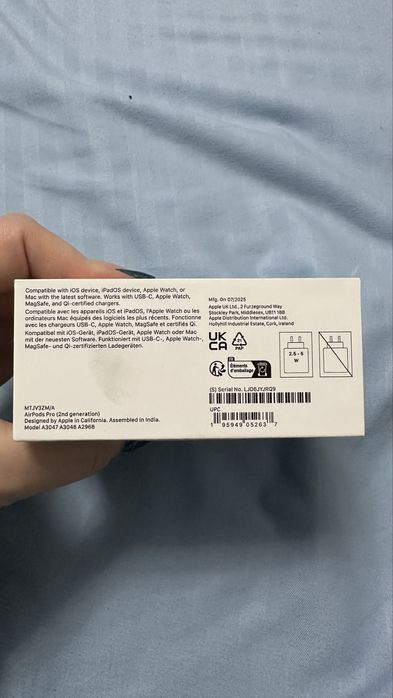 Compatible with iOS device, iPadOS device, Apple Watch, or
Mac with the latest software. Works with USB-C, Apple Watch,
MagSafe, and Qi-certified chargers.
Compatible avec les appareils iOS et iPadOS, l'Apple Watch ou les
ordinateurs Mac équipés des logiciels les plus récents. Fonctionne
avec les chargeurs USB-C, Apple Watch, MagSafe et certifiés Qi.
Kompatibel mit iOS-Gerät, iPadOS-Gerät, Apple Watch oder Mac
mit der neuesten Software. Funktioniert mit USB-C-, Apple Watch-,
MagSafe- und Qi-zertifizierten Ladegeräten.
MTJV3ZM/A
AirPods Pro (2nd generation)
Designed by Apple in California. Assembled in India.
Model A3047 A3048 A2968
Mfg. On 07/2025
Apple UK Ltd., 2 Furzeground Way
Stockley Park, Middlesex, UB11 1BB
Apple Distribution International Ltd.
Hollyhill Industrial Estate, Cork, Ireland
UK
CA
21
PAP
FR
Éléments
d'emballage
2.5 - 5
W
(S) Serial No. LJD6JYJRQ9
UPC
1 95949 05263 7